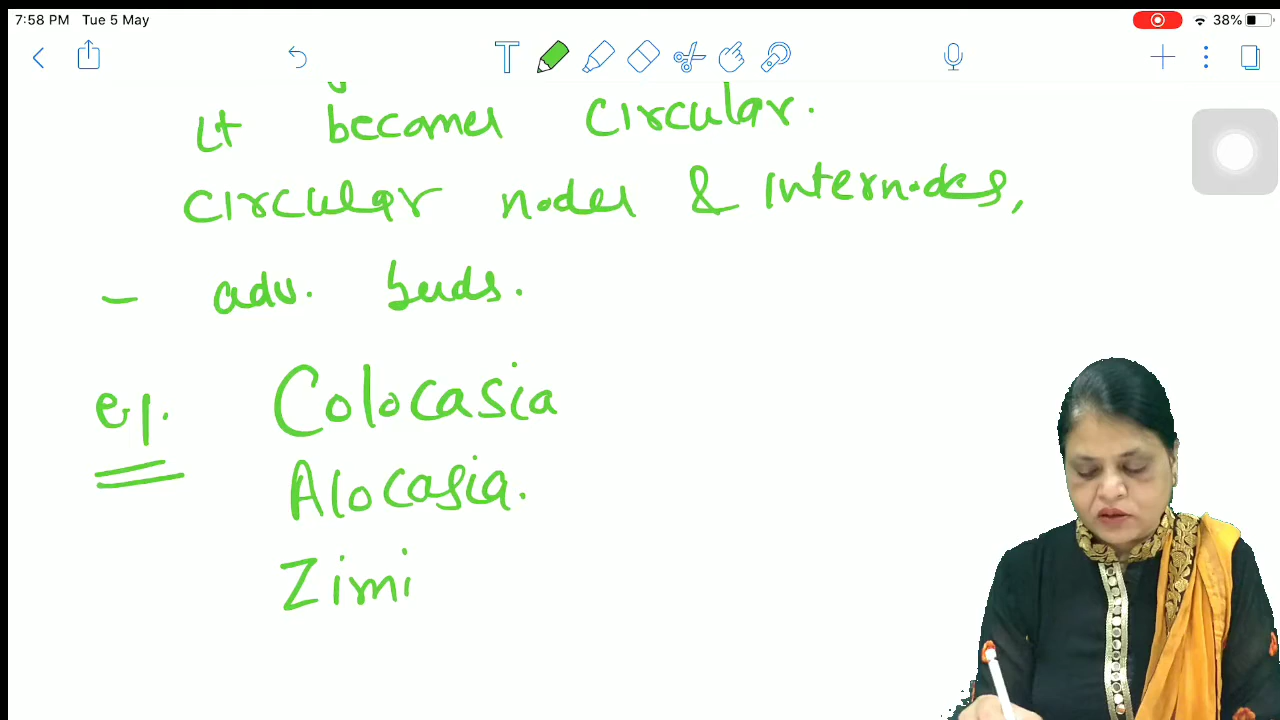 7:58 PM Tue 5 May
38%
T
It becomes circular.
circular nodes & internodes,
- adv. buds.
eg. Colocasia
Alocasia.
Zimi